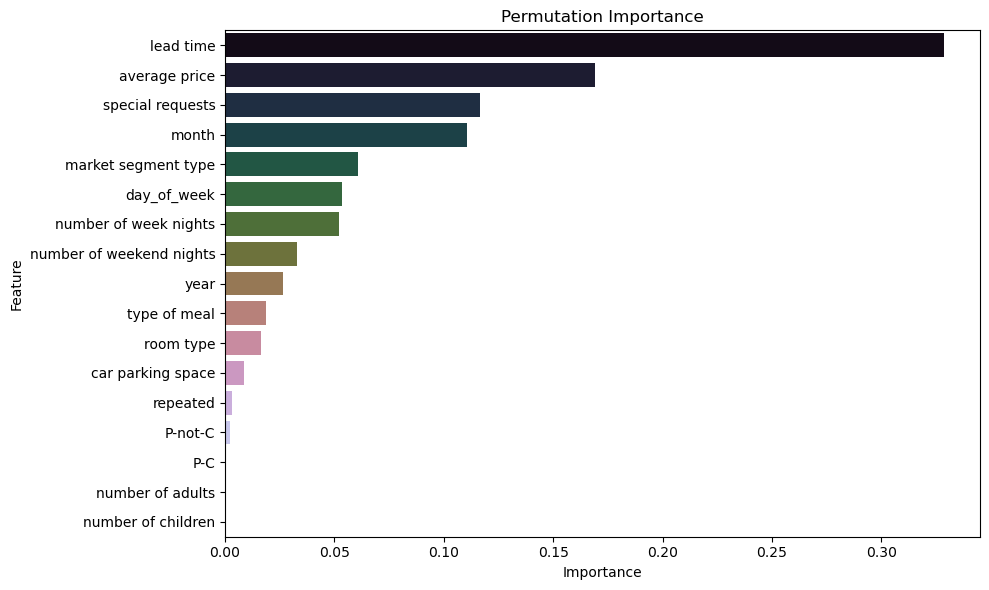 Permutation Importance
lead time
average price
special requests
month
market segment type
day_of_week
number of week nights
number of weekend nights
year
type of meal
room type
car parking space
repeated
P-not-C
P-C
number of adults
number of children
Feature
0.00 0.05 0.10 0.15 0.20 0.25 0.30
Importance